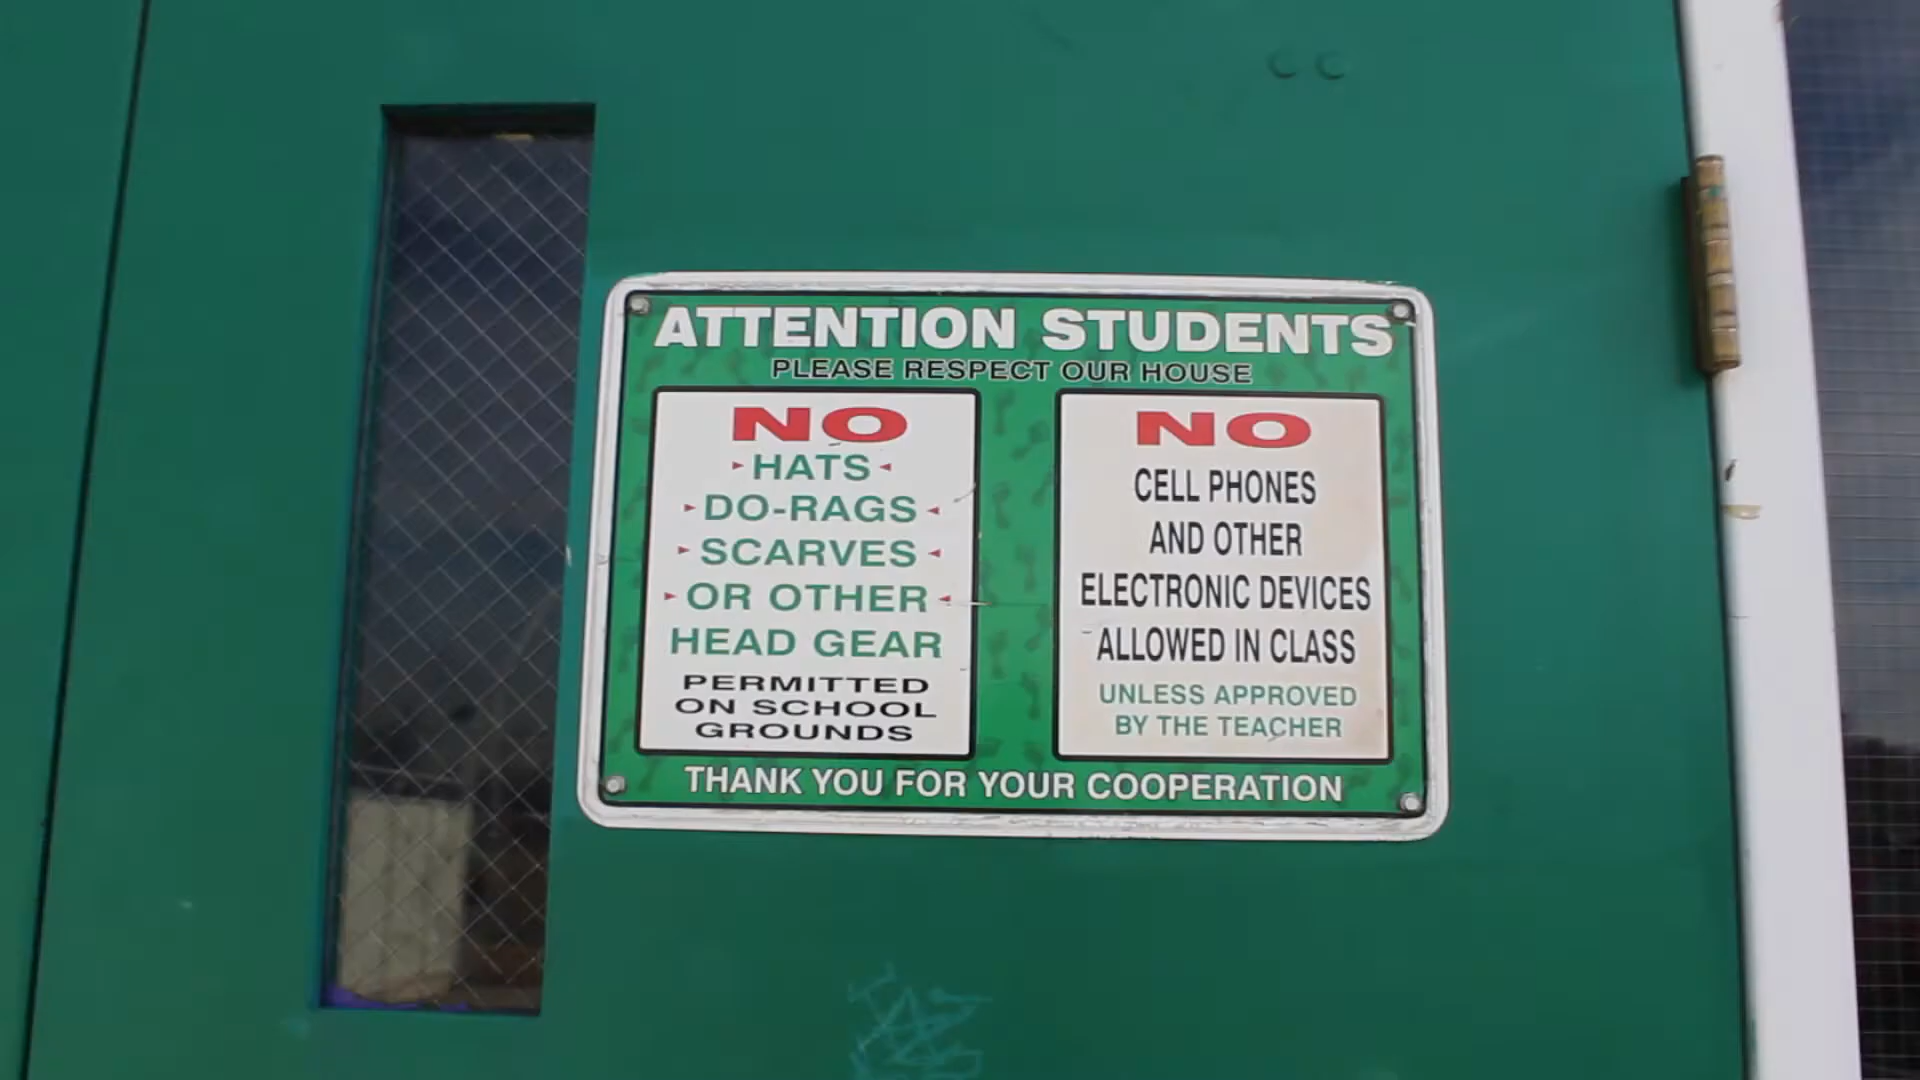 ATTENTION STUDENTS
PLEASE RESPECT OUR HOUSE
NO
HATS
DO-RAGS
SCARVES
OR OTHER
HEAD GEAR
PERMITTED
ON SCHOOL
GROUNDS
NO
CELL PHONES
AND OTHER
ELECTRONIC DEVICES
ALLOWED IN CLASS
UNLESS APPROVED
BY THE TEACHER
THANK YOU FOR YOUR COOPERATION